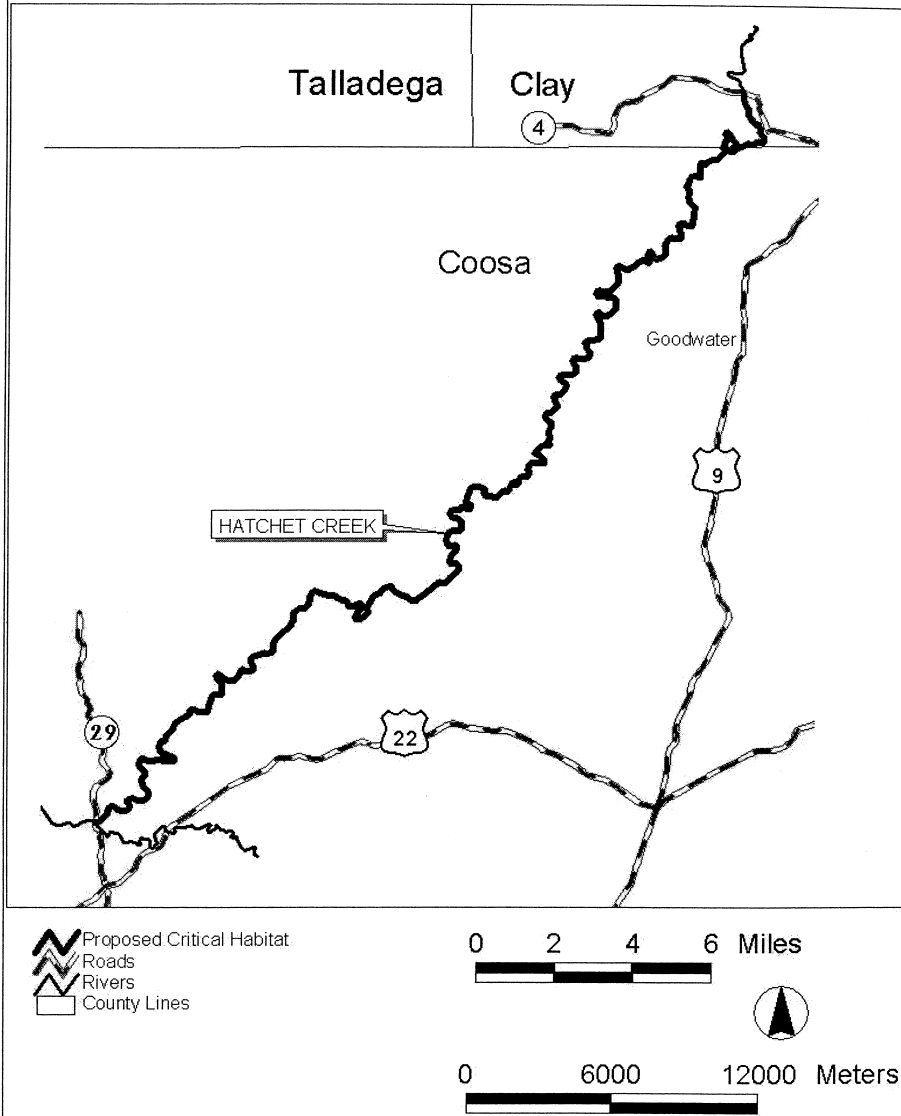 Talladega Clay
4
Coosa
Goodwater
9
HATCHET CREEK
29
22
Proposed Critical Habitat
Roads
Rivers
County Lines
0 2 4 6 Miles
0 6000 12000 Meters